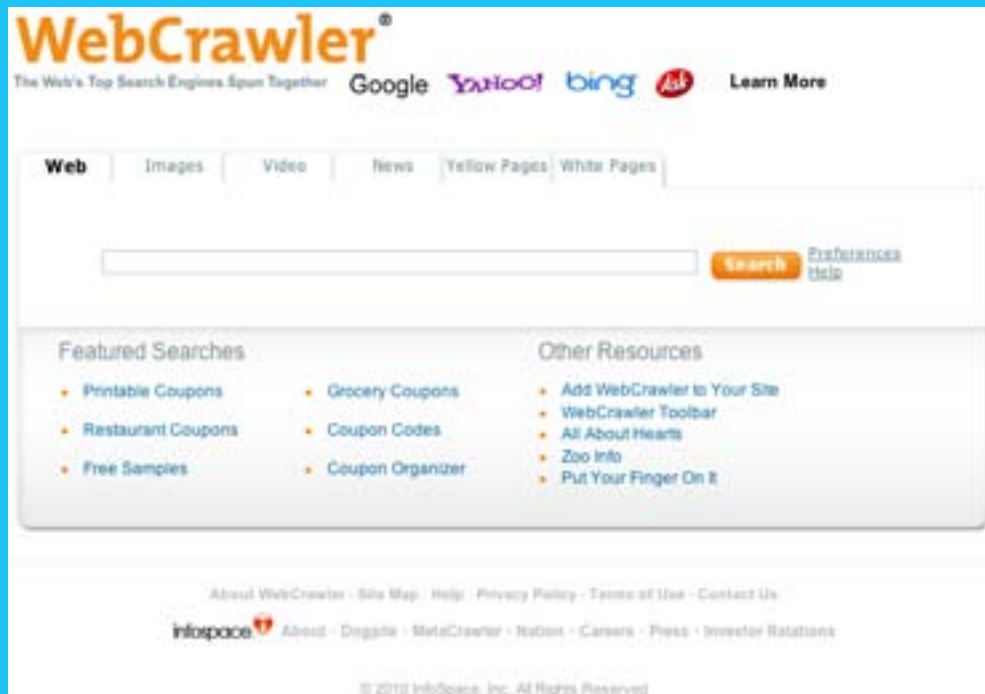 WebCrawler®
The Web's Top Search Engines Spun Together Google YAHOO! bing Ask Learn More
Web Images Video News Yellow Pages White Pages
Search Preferences
Help
Featured Searches
Printable Coupons Grocery Coupons
Restaurant Coupons Coupon Codes
Free Samples Coupon Organizer
Other Resources
Add WebCrawler to Your Site
WebCrawler Toolbar
All About Hearts
Zoo Info
Put Your Finger On It
About WebCrawler - Site Map - Help - Privacy Policy - Terms of Use - Contact Us
infospace About - Dogpile - MetaCrawler - Nation - Careers - Press - Investor Relations
© 2010 InfoSpace, Inc. All Rights Reserved